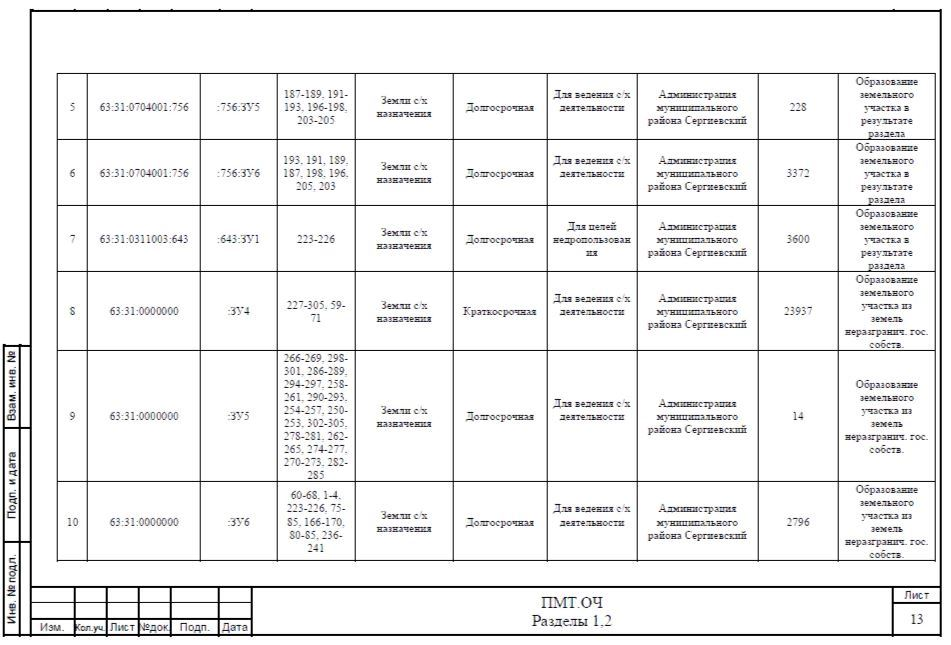 5
63:31:0704001:756
:756:ЗУ5
187-189, 191-
193, 196-198,
203-205
Земли с/х
назначения
Долгосрочная
Для ведения с/х
деятельности
Администрация
муниципального
района Сергиевский
228
Образование
земельного
участка в
результате
раздела
6
63:31:0704001:756
:756:ЗУ6
193, 191, 189,
187, 198, 196,
205, 203
Земли с/х
назначения
Долгосрочная
Для ведения с/х
деятельности
Администрация
муниципального
района Сергиевский
3372
Образование
земельного
участка в
результате
раздела
7
63:31:0311003:643
:643:ЗУ1
223-226
Земли с/х
назначения
Долгосрочная
Для целей
недропользован
ия
Администрация
муниципального
района Сергиевский
3600
Образование
земельного
участка в
результате
раздела
8
63:31:0000000
:ЗУ4
227-305, 59-
71
Земли с/х
назначения
Краткосрочная
Для ведения с/х
деятельности
Администрация
муниципального
района Сергиевский
23937
Образование
земельного
участка из
земель
неразгранич. гос.
собств.
9
63:31:0000000
:ЗУ5
266-269, 298-
301, 286-289,
294-297, 258-
261, 290-293,
254-257, 250-
253, 302-305,
278-281, 262-
265, 274-277,
270-273, 282-
285
Земли с/х
назначения
Долгосрочная
Для ведения с/х
деятельности
Администрация
муниципального
района Сергиевский
14
Образование
земельного
участка из
земель
неразгранич. гос.
собств.
10
63:31:0000000
:ЗУ6
60-68, 1-4,
223-226, 75-
85, 166-170,
80-85, 236-
241
Земли с/х
назначения
Долгосрочная
Для ведения с/х
деятельности
Администрация
муниципального
района Сергиевский
2796
Образование
земельного
участка из
земель
неразгранич. гос.
собств.
Взам. инв. №
Подп. и дата
Инв. № подл.
Изм.
Кол.уч.
Лист
№док
Подп.
Дата
ПМТ.ОЧ
Разделы 1,2
Лист
13